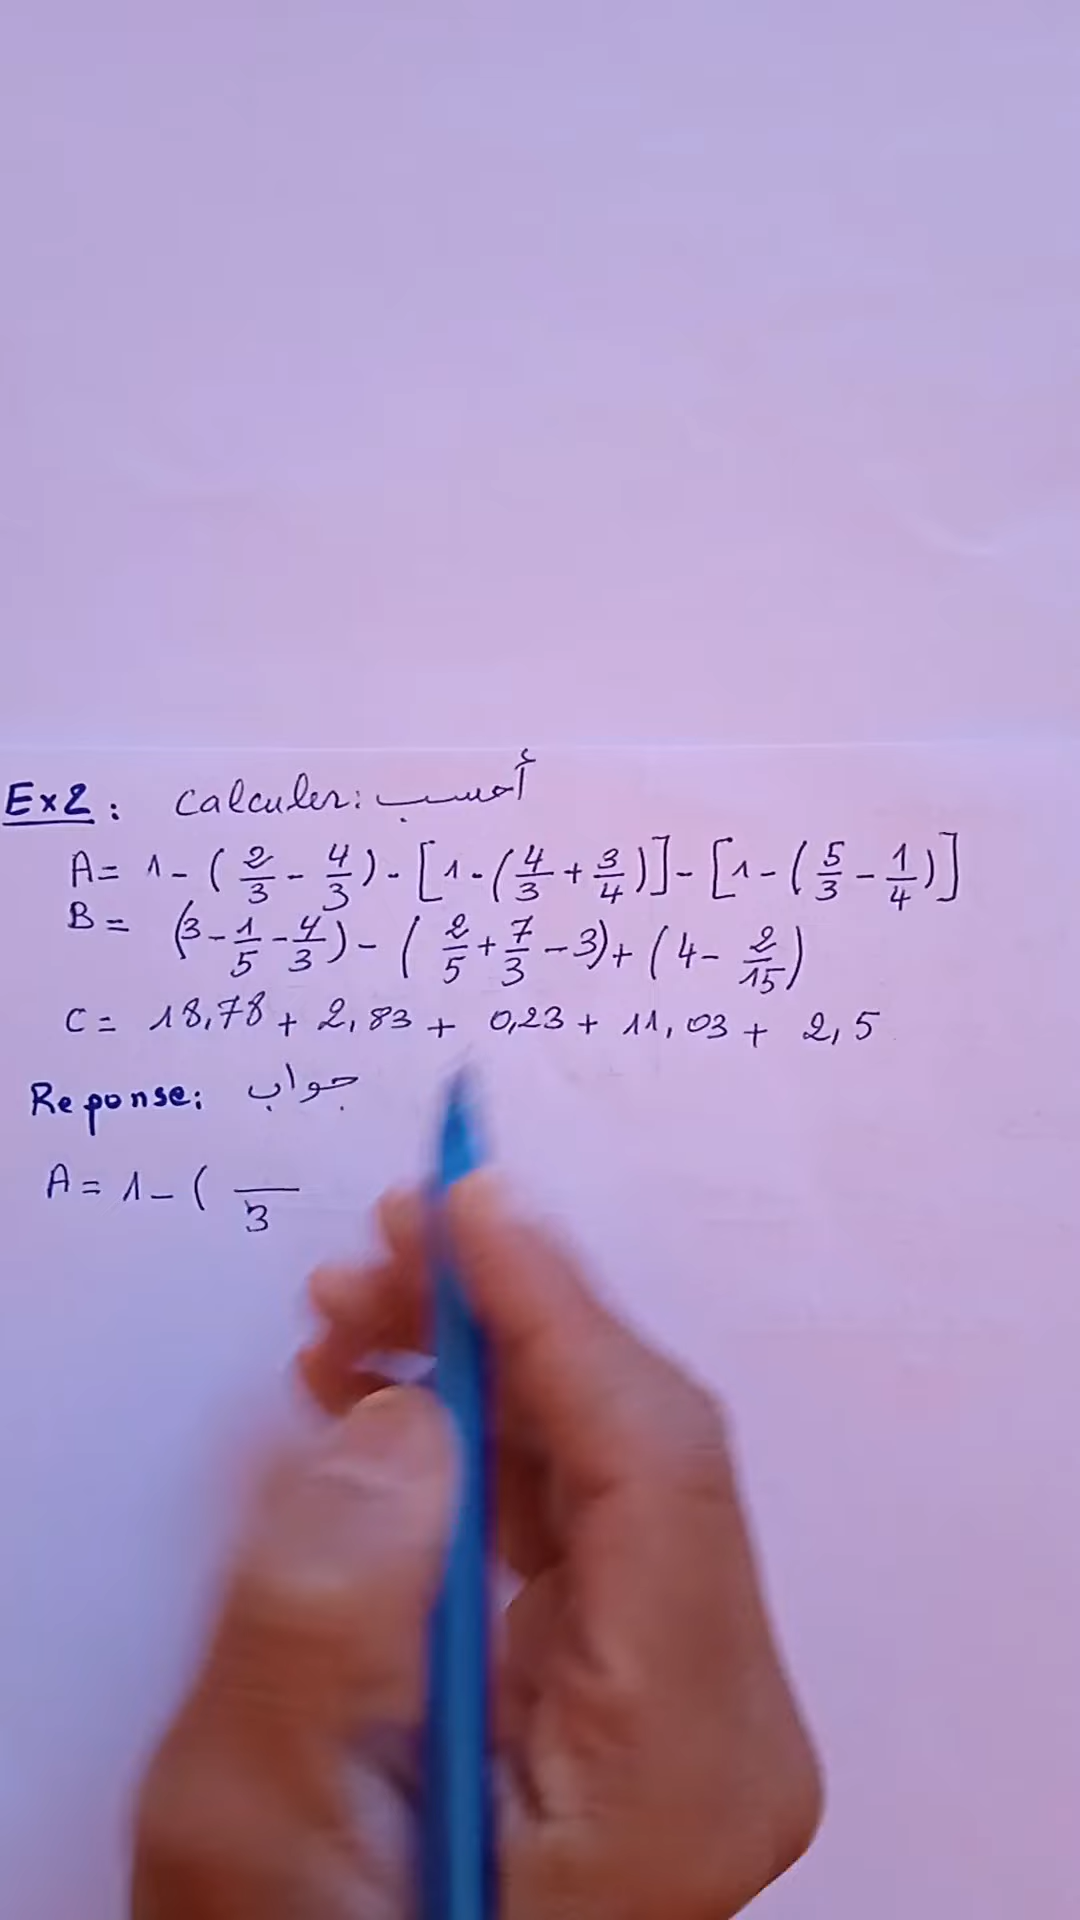 Ex2: Calculer: أحسب
A= 1-(2/3 - 4/3)-[1-(4/3 + 3/4)]-[1-(5/3 - 1/4)]
B= (3-1/5-4/3)-(2/5+7/3-3)+(4-2/15)
C= 18,78 + 2,83 + 0,23 + 11,03 + 2,5
Reponse: جواب
A= 1-( /3